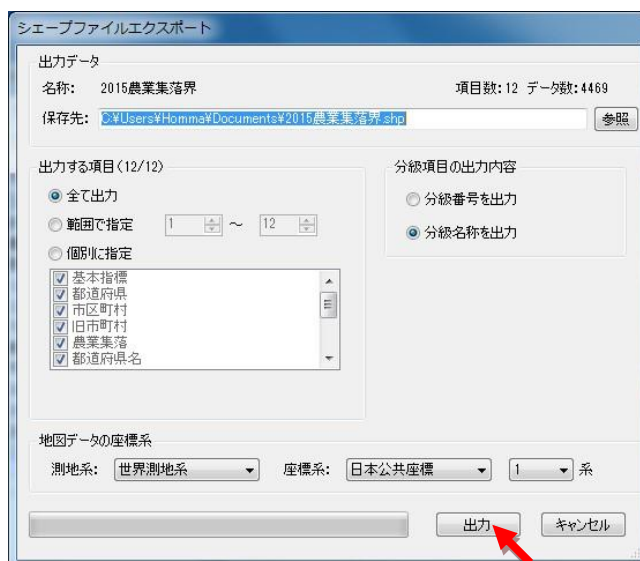 シェープファイルエクスポート
出力データ
名称: 2015農業集落界 項目数:12 データ数:4469
保存先: C:¥Users¥Homma¥Documents¥2015農業集落界.shp 参照
出力する項目(12/12)
全て出力
範囲で指定 1 ～ 12
個別に指定
基本指標
都道府県
市区町村
旧市町村
農業集落
都道府県名
分級項目の出力内容
分級番号を出力
分級名称を出力
地図データの座標系
測地系: 世界測地系 座標系: 日本公共座標 1 系
出力 キャンセル